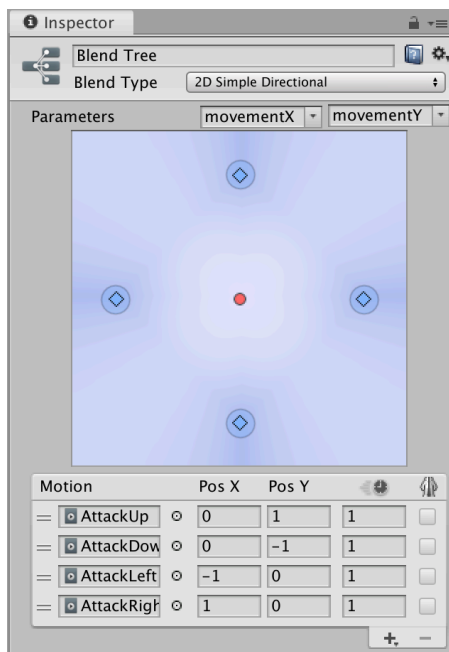 Inspector
Blend Tree
Blend Type 2D Simple Directional
Parameters movementX movementY
Motion Pos X Pos Y
AttackUp 0 1 1
AttackDow 0 -1 1
AttackLeft -1 0 1
AttackRigh 1 0 1